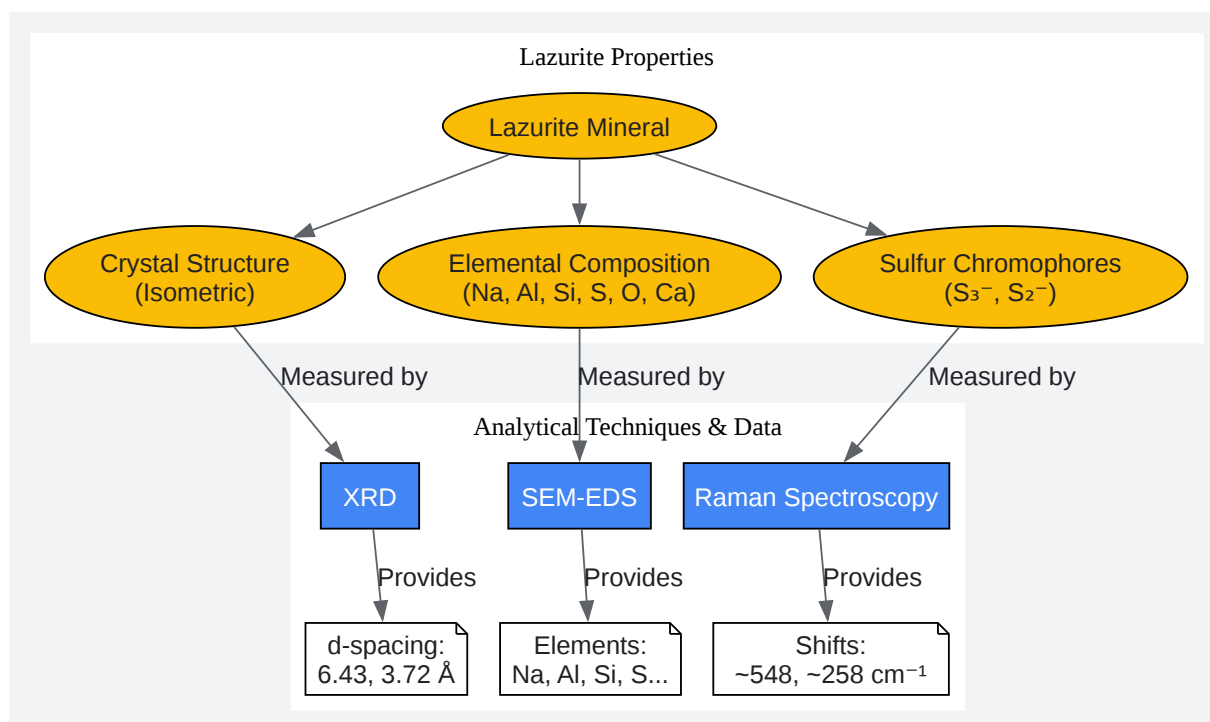 Lazurite Properties
Lazurite Mineral
Crystal Structure
(Isometric)
Elemental Composition
(Na, Al, Si, S, O, Ca)
Sulfur Chromophores
(S₃⁻, S₂⁻)
Measured by
Measured by
Measured by
Analytical Techniques & Data
XRD
SEM-EDS
Raman Spectroscopy
Provides
Provides
Provides
d-spacing:
6.43, 3.72 Å
Elements:
Na, Al, Si, S...
Shifts:
~548, ~258 cm⁻¹